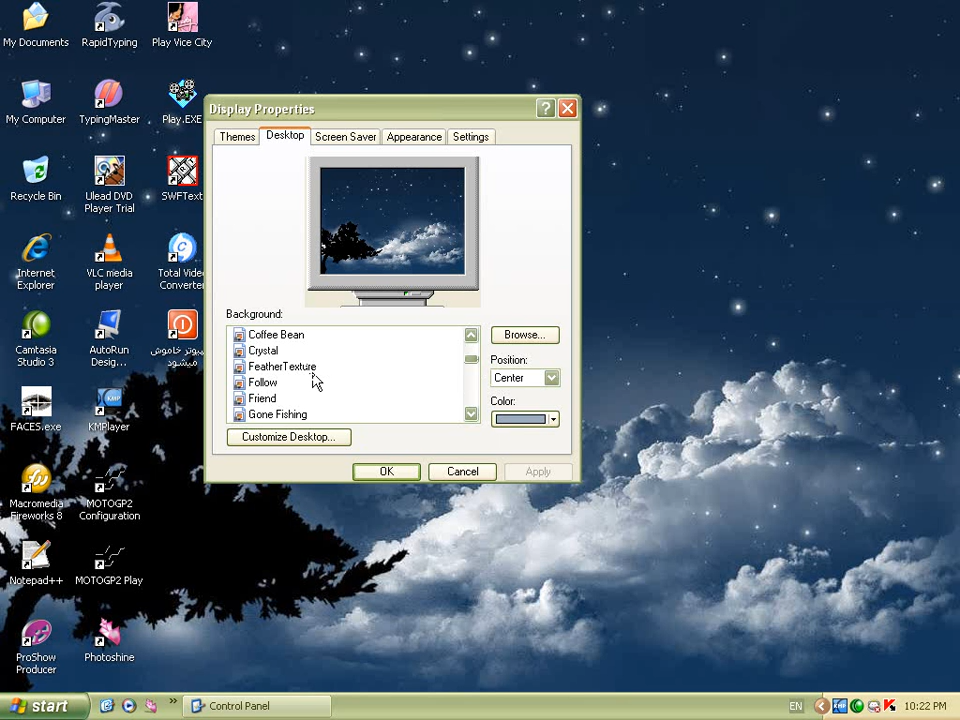 My Documents
RapidTyping
Play Vice City
My Computer
TypingMaster
Play.EXE
Recycle Bin
Ulead DVD
Player Trial
SWFText
Internet
Explorer
VLC media
player
Total Vide
Converter
Camtasia
Studio 3
AutoRun
Desig...
خاموش
میشود
FACES.exe
KMPlayer
Macromedia
Fireworks 8
MOTOGP2
Configuration
Notepad++
MOTOGP2 Play
ProShow
Producer
Photoshine
Display Properties
Themes
Desktop
Screen Saver
Appearance
Settings
Background:
Coffee Bean
Crystal
FeatherTexture
Follow
Friend
Gone Fishing
Browse...
Position:
Center
Color:
Customize Desktop...
OK
Cancel
Apply
start
Control Panel
EN
KMP
10:22 PM